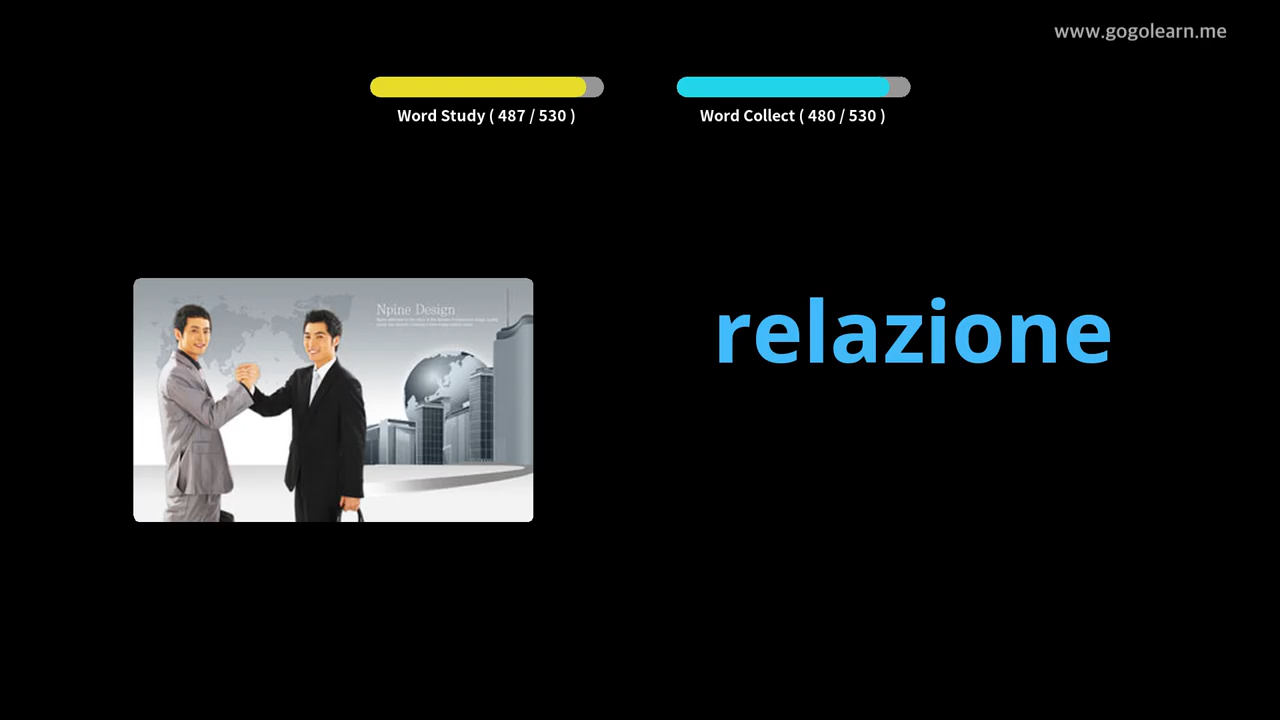 www.gogolearn.me
Word Study ( 487 / 530 )
Word Collect ( 480 / 530 )
Npine Design
relazione